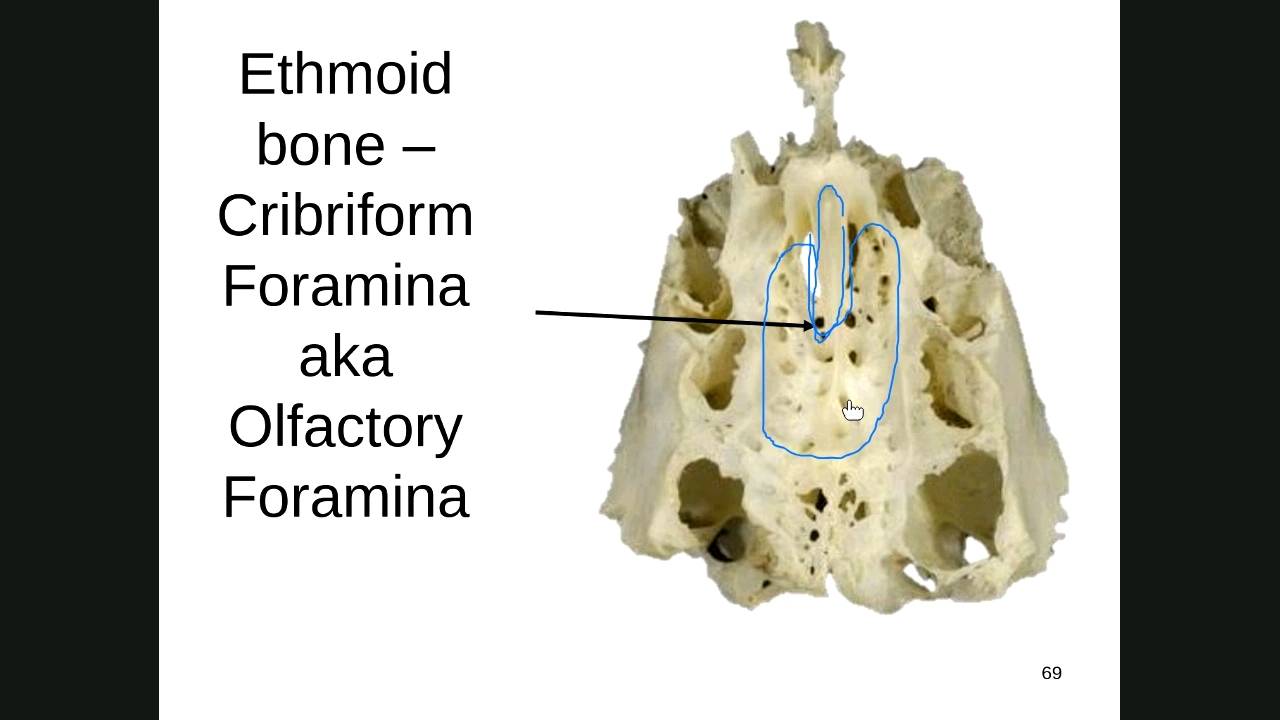 Ethmoid
bone –
Cribriform
Foramina
aka
Olfactory
Foramina
69